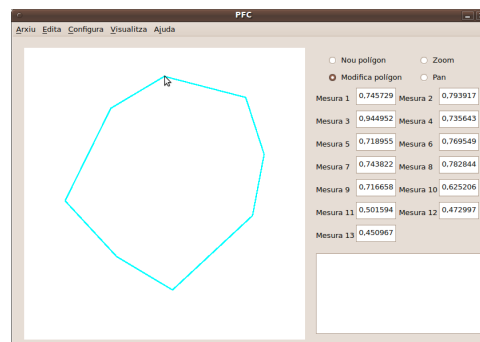 PFC
Arxiu Edita Configura Visualitza Ajuda
Nou polígon Zoom
Modifica polígon Pan
Mesura 1 0,745729 Mesura 2 0,793917
Mesura 3 0,944952 Mesura 4 0,735643
Mesura 5 0,718955 Mesura 6 0,769549
Mesura 7 0,743822 Mesura 8 0,782844
Mesura 9 0,716658 Mesura 10 0,625206
Mesura 11 0,501594 Mesura 12 0,472997
Mesura 13 0,450967